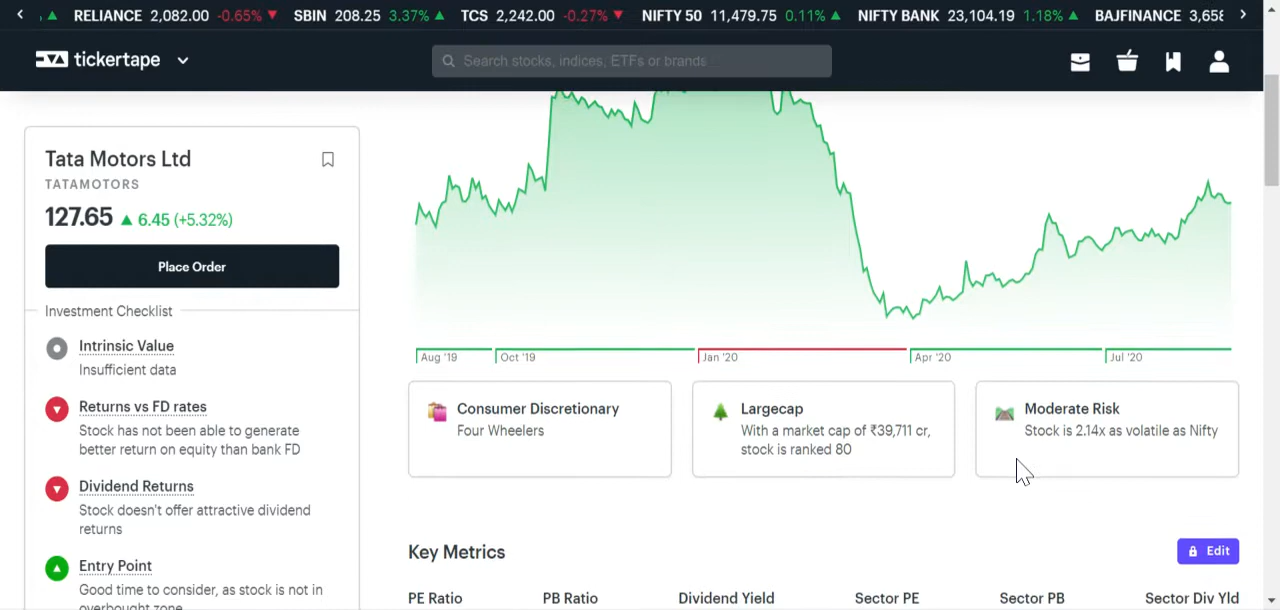 RELIANCE 2,082.00 -0.65% ▼ SBIN 208.25 3.37% ▲ TCS 2,242.00 -0.27% ▼ NIFTY 50 11,479.75 0.11% ▲ NIFTY BANK 23,104.19 1.18% ▲ BAJFINANCE 3,658
tickertape
Search stocks, indices, ETFs or brands
Tata Motors Ltd
TATAMOTORS
127.65 ▲ 6.45 (+5.32%)
Place Order
Investment Checklist
Intrinsic Value
Insufficient data
Returns vs FD rates
Stock has not been able to generate
better return on equity than bank FD
Dividend Returns
Stock doesn't offer attractive dividend
returns
Entry Point
Good time to consider, as stock is not in
overbought zone
Aug '19 Oct '19 Jan '20 Apr '20 Jul '20
Consumer Discretionary
Four Wheelers
Largecap
With a market cap of ₹39,711 cr,
stock is ranked 80
Moderate Risk
Stock is 2.14x as volatile as Nifty
Key Metrics
Edit
PE Ratio PB Ratio Dividend Yield Sector PE Sector PB Sector Div Yld